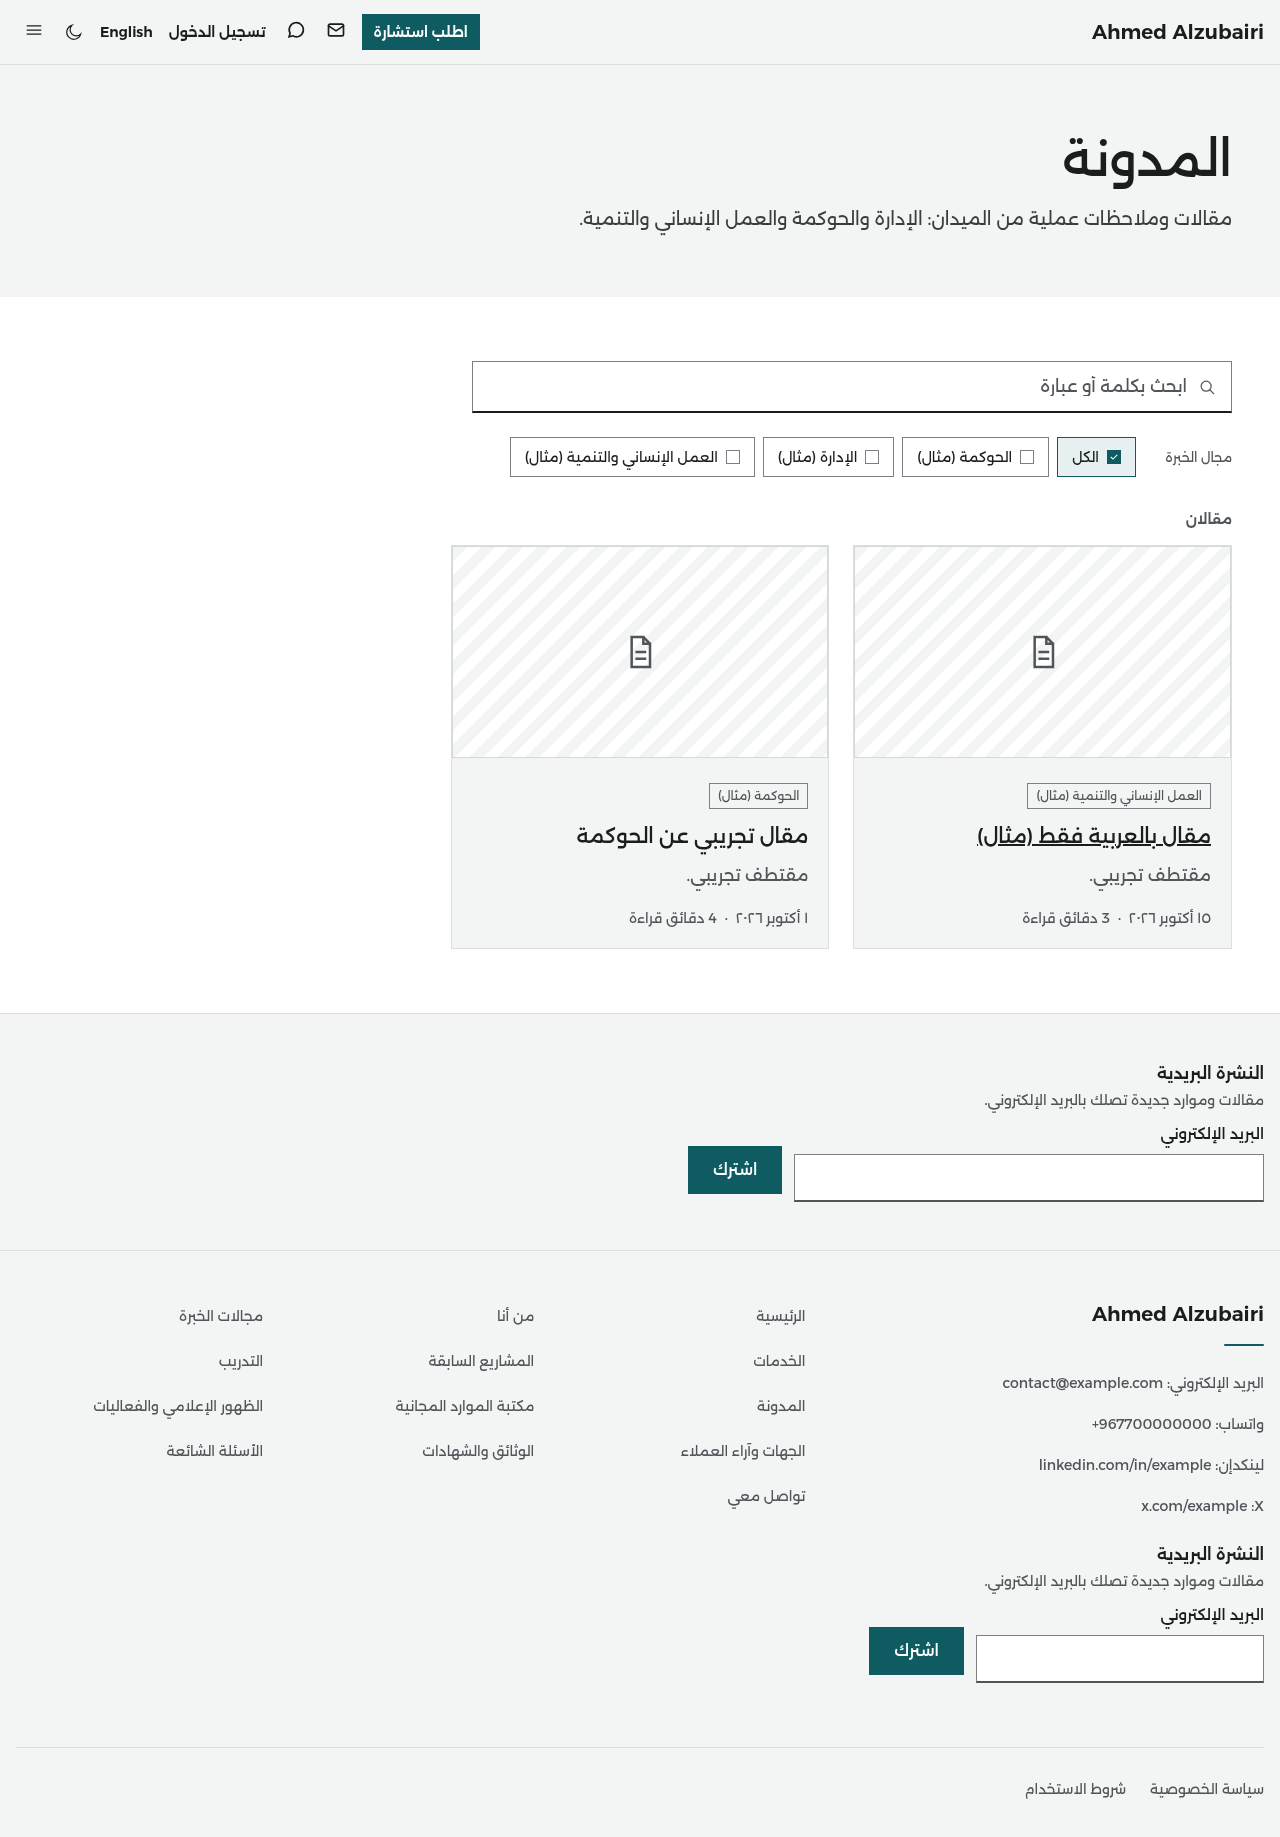 Ahmed Alzubairi
اطلب استشارة
تسجيل الدخول
English
المدونة
مقالات وملاحظات عملية من الميدان: الإدارة والحوكمة والعمل الإنساني والتنمية.
ابحث بكلمة أو عبارة
مجال الخبرة
الكل
الحوكمة (مثال)
الإدارة (مثال)
العمل الإنساني والتنمية (مثال)
مقالان
العمل الإنساني والتنمية (مثال)
مقال بالعربية فقط (مثال)
مقتطف تجريبي.
١٥ أكتوبر ٢٠٢٦ · 3 دقائق قراءة
الحوكمة (مثال)
مقال تجريبي عن الحوكمة
مقتطف تجريبي.
١ أكتوبر ٢٠٢٦ · 4 دقائق قراءة
النشرة البريدية
مقالات وموارد جديدة تصلك بالبريد الإلكتروني.
البريد الإلكتروني
اشترك
Ahmed Alzubairi
البريد الإلكتروني: contact@example.com
واتساب: 967700000000+
لينكدإن: linkedin.com/in/example
X: x.com/example
النشرة البريدية
مقالات وموارد جديدة تصلك بالبريد الإلكتروني.
البريد الإلكتروني
اشترك
الرئيسية
الخدمات
المدونة
الجهات وآراء العملاء
تواصل معي
من أنا
المشاريع السابقة
مكتبة الموارد المجانية
الوثائق والشهادات
مجالات الخبرة
التدريب
الظهور الإعلامي والفعاليات
الأسئلة الشائعة
سياسة الخصوصية
شروط الاستخدام